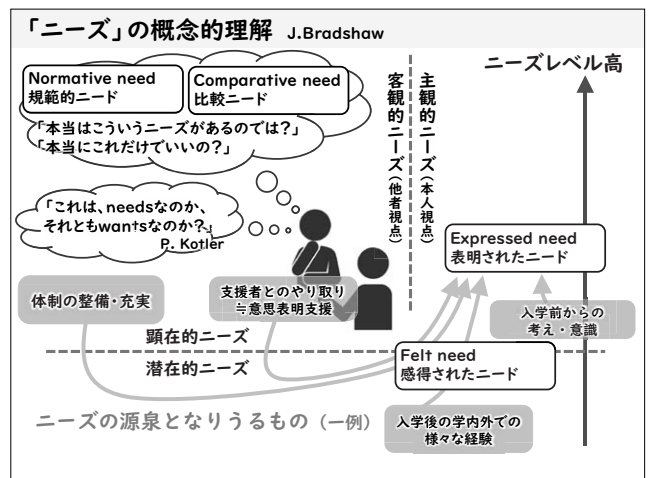 「ニーズ」の概念的理解 J.Bradshaw
Normative need
規範的ニード
Comparative need
比較ニード
「本当はこういうニーズがあるのでは?」
「本当にこれだけでいいの?」
「これは、needsなのか、
それともwantsなのか?」
P. Kotler
客観的ニーズ(他者視点)
主観的ニーズ(本人視点)
ニーズレベル高
Expressed need
表明されたニード
体制の整備・充実
支援者とのやり取り
≒意思表明支援
入学前からの
考え・意識
顕在的ニーズ
潜在的ニーズ
Felt need
感得されたニード
ニーズの源泉となりうるもの(一例)
入学後の学内外での
様々な経験